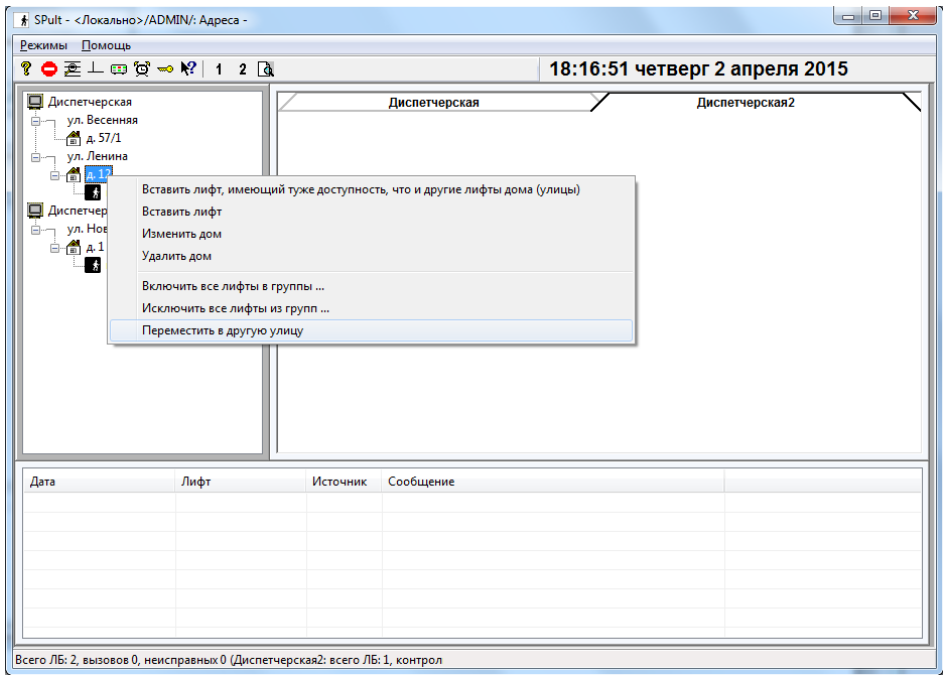 SPult - <Локально>/ADMIN/: Адреса -
Режимы Помощь
1 2
18:16:51 четверг 2 апреля 2015
Диспетчерская
ул. Весенняя
д. 57/1
ул. Ленина
д. 12
Диспетчер
ул. Нов
д. 1
Диспетчерская Диспетчерская2
Вставить лифт, имеющий туже доступность, что и другие лифты дома (улицы)
Вставить лифт
Изменить дом
Удалить дом
Включить все лифты в группы ...
Исключить все лифты из групп ...
Переместить в другую улицу
Дата Лифт Источник Сообщение
Всего ЛБ: 2, вызовов 0, неисправных 0 (Диспетчерская2: всего ЛБ: 1, контрол